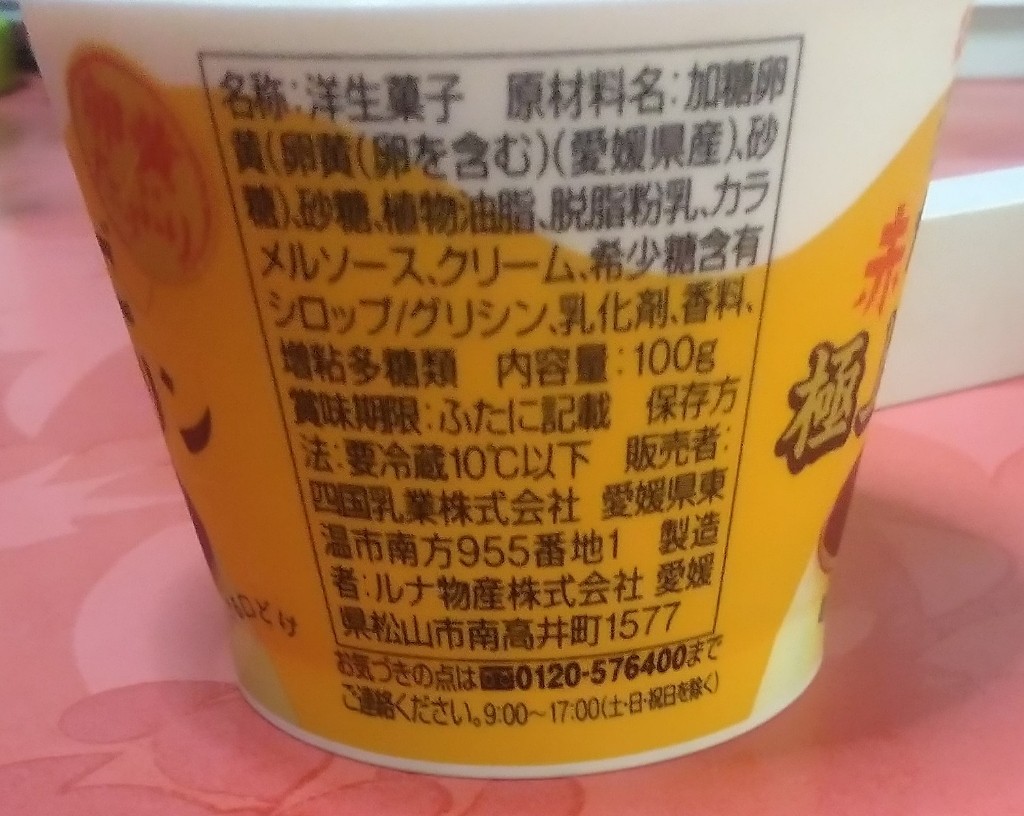 名称:洋生菓子 原材料名:加糖卵
黄(卵黄(卵を含む)(愛媛県産)、砂
糖)、砂糖、植物油脂、脱脂粉乳、カラ
メルソース、クリーム、希少糖含有
シロップ/グリシン、乳化剤、香料、
増粘多糖類 内容量:100g
賞味期限:ふたに記載 保存方
法:要冷蔵10℃以下 販売者:
四国乳業株式会社 愛媛県東
温市南方955番地1 製造
者:ルナ物産株式会社 愛媛
県松山市南高井町1577
お気づきの点は0120-576400まで
ご連絡ください。9:00~17:00(土・日・祝日を除く)
ン
口どけ
赤
極